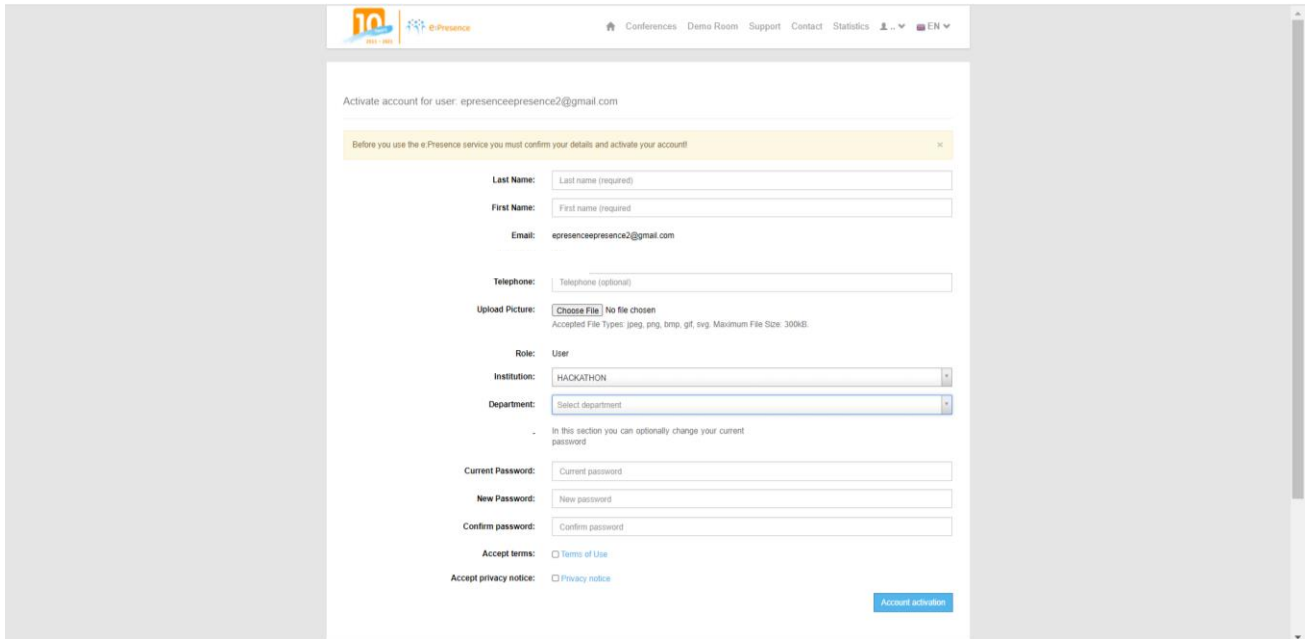 10
2011 - 2021
e:Presence
Conferences Demo Room Support Contact Statistics .. EN
Activate account for user: epresenceepresence2@gmail.com
Before you use the e:Presence service you must confirm your details and activate your account! ×
Last Name: Last name (required)
First Name: First name (required
Email: epresenceepresence2@gmail.com
Telephone: Telephone (optional)
Upload Picture: Choose File No file chosen
Accepted File Types: jpeg, png, bmp, gif, svg. Maximum File Size: 300kB.
Role: User
Institution: HACKATHON
Department: Select department
- In this section you can optionally change your current
password
Current Password: Current password
New Password: New password
Confirm password: Confirm password
Accept terms: Terms of Use
Accept privacy notice: Privacy notice
Account activation